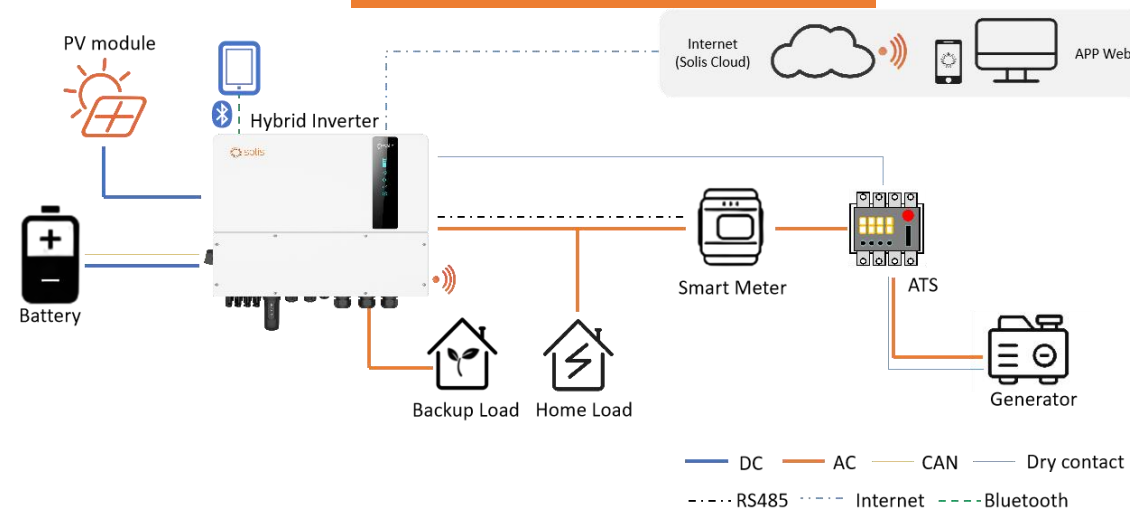 PV module
Internet
(Solis Cloud)
APP Web
Hybrid Inverter
solis
Battery
Smart Meter
ATS
Backup Load
Home Load
Generator
DC
AC
CAN
Dry contact
RS485
Internet
Bluetooth